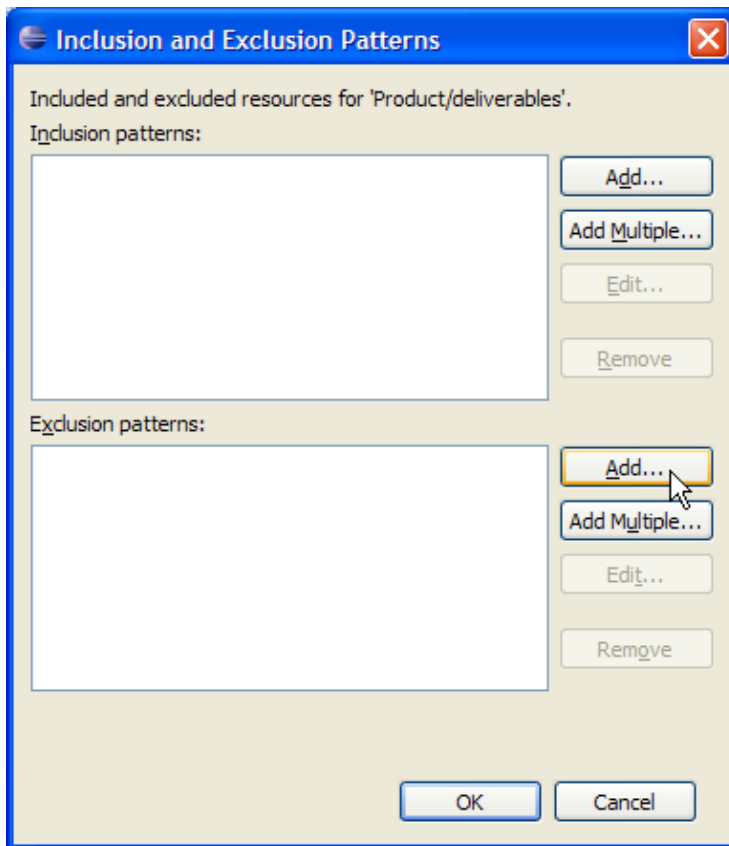 Inclusion and Exclusion Patterns
Included and excluded resources for 'Product/deliverables'.
Inclusion patterns:
Add...
Add Multiple...
Edit...
Remove
Exclusion patterns:
Add...
Add Multiple...
Edit...
Remove
OK
Cancel